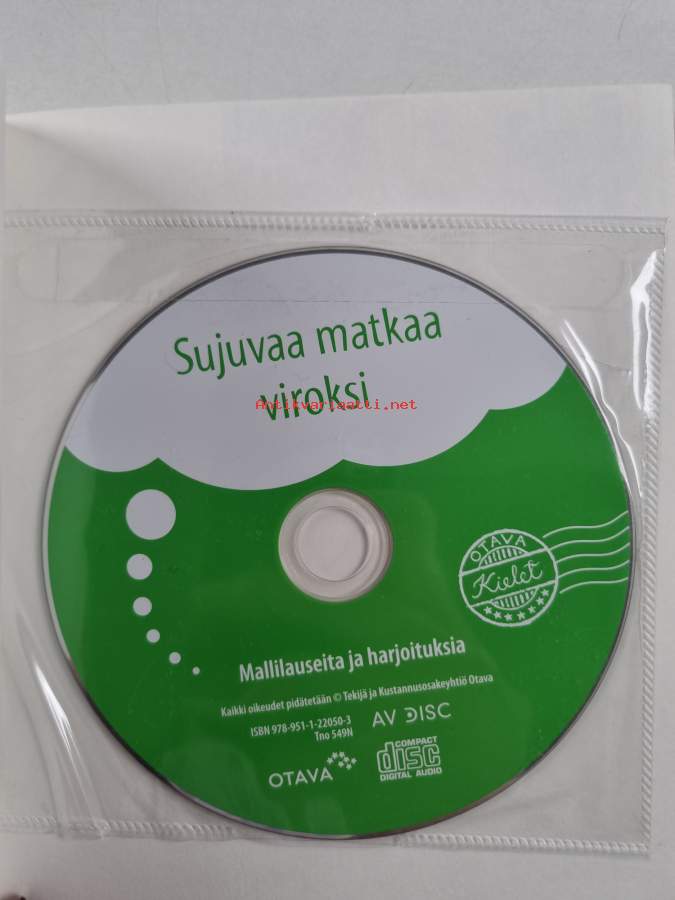 Sujuvaa matkaa
viroksi
Antikvariaatti.net
OTAVA
Kielet
Mallilauseita ja harjoituksia
Kaikki oikeudet pidätetään © Tekijä ja Kustannusosakeyhtiö Otava
ISBN 978-951-1-22050-3
Tno 549N
AV DISC
OTAVA
COMPACT
disc
DIGITAL AUDIO